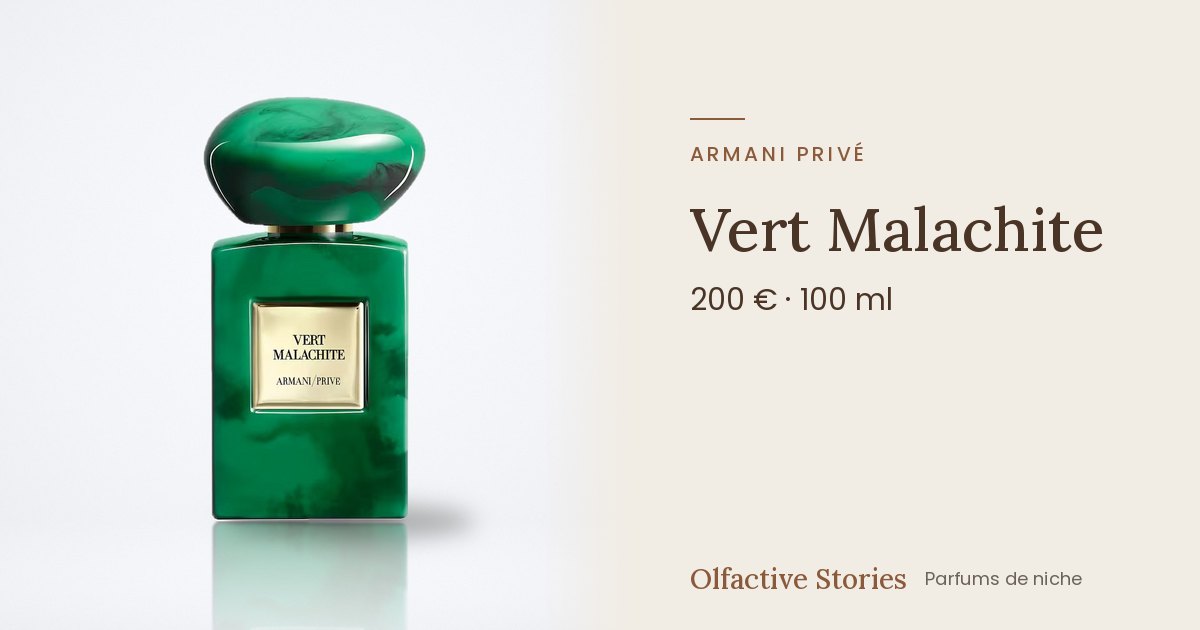 VERT
MALACHITE
ARMANI/PRIVE
ARMANI PRIVÉ
Vert Malachite
200 € · 100 ml
Olfactive Stories Parfums de niche